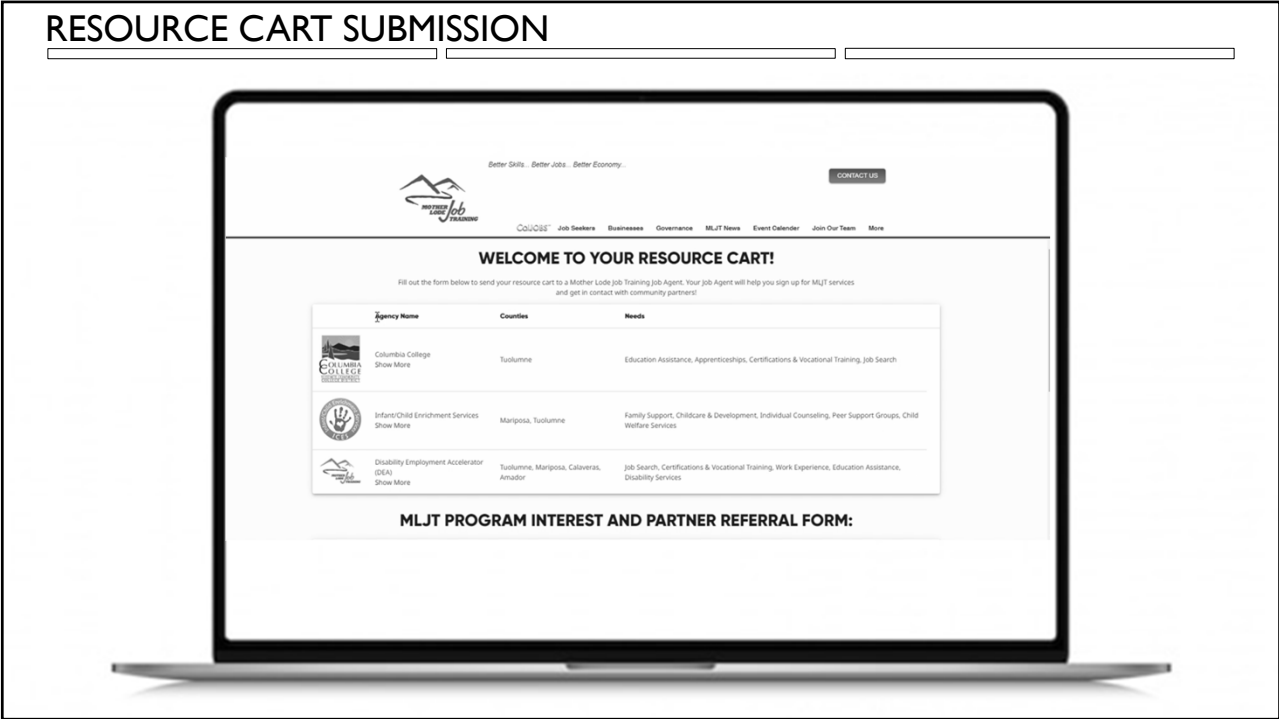 RESOURCE CART SUBMISSION
Better Skills... Better Jobs... Better Economy...
CONTACT US
MOTHER LODE Job TRAINING
CalJOBS Job Seekers Businesses Governance MLJT News Event Calender Join Our Team More
WELCOME TO YOUR RESOURCE CART!
Fill out the form below to send your resource cart to a Mother Lode Job Training Job Agent. Your Job Agent will help you sign up for MLJT services
and get in contact with community partners!
Agency Name Counties Needs
COLUMBIA
COLLEGE
Columbia College
Show More
Tuolumne
Education Assistance, Apprenticeships, Certifications & Vocational Training, Job Search
ICES
Infant/Child Enrichment Services
Show More
Mariposa, Tuolumne
Family Support, Childcare & Development, Individual Counseling, Peer Support Groups, Child
Welfare Services
Disability Employment Accelerator
(DEA)
Show More
Tuolumne, Mariposa, Calaveras,
Amador
Job Search, Certifications & Vocational Training, Work Experience, Education Assistance,
Disability Services
MLJT PROGRAM INTEREST AND PARTNER REFERRAL FORM: